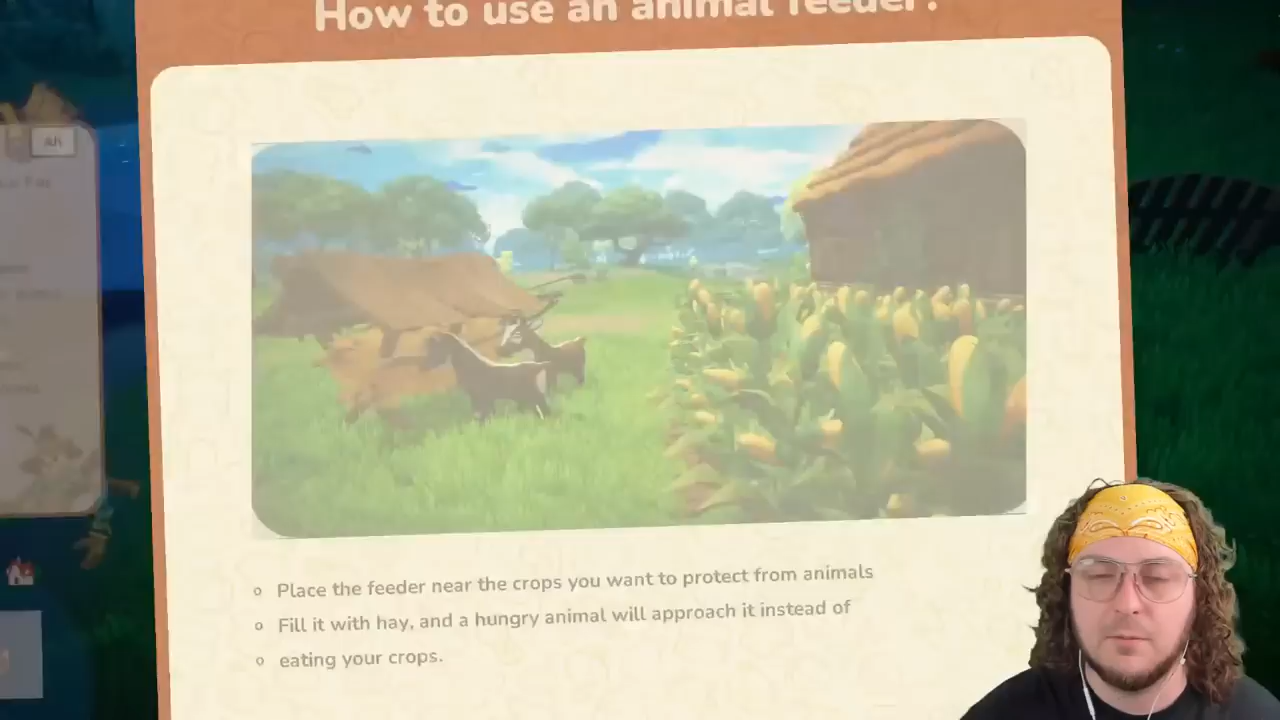 How to use an animal feeder?
Alt
Place the feeder near the crops you want to protect from animals
Fill it with hay, and a hungry animal will approach it instead of
eating your crops.